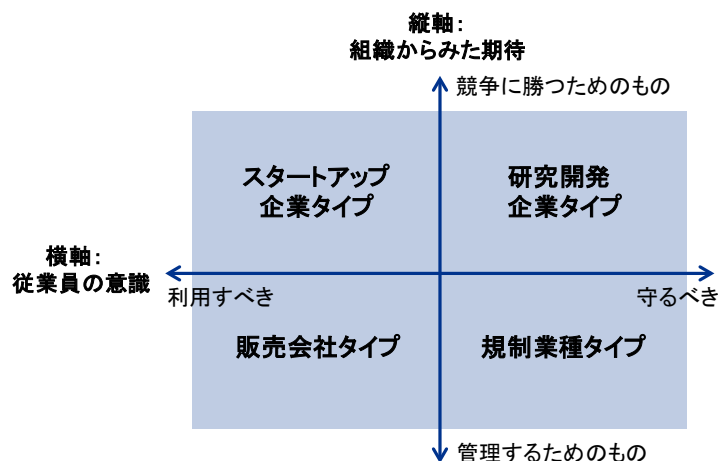 縦軸：
組織からみた期待
競争に勝つためのもの
スタートアップ
企業タイプ
研究開発
企業タイプ
横軸：
従業員の意識
利用すべき
守るべき
販売会社タイプ
規制業種タイプ
管理するためのもの